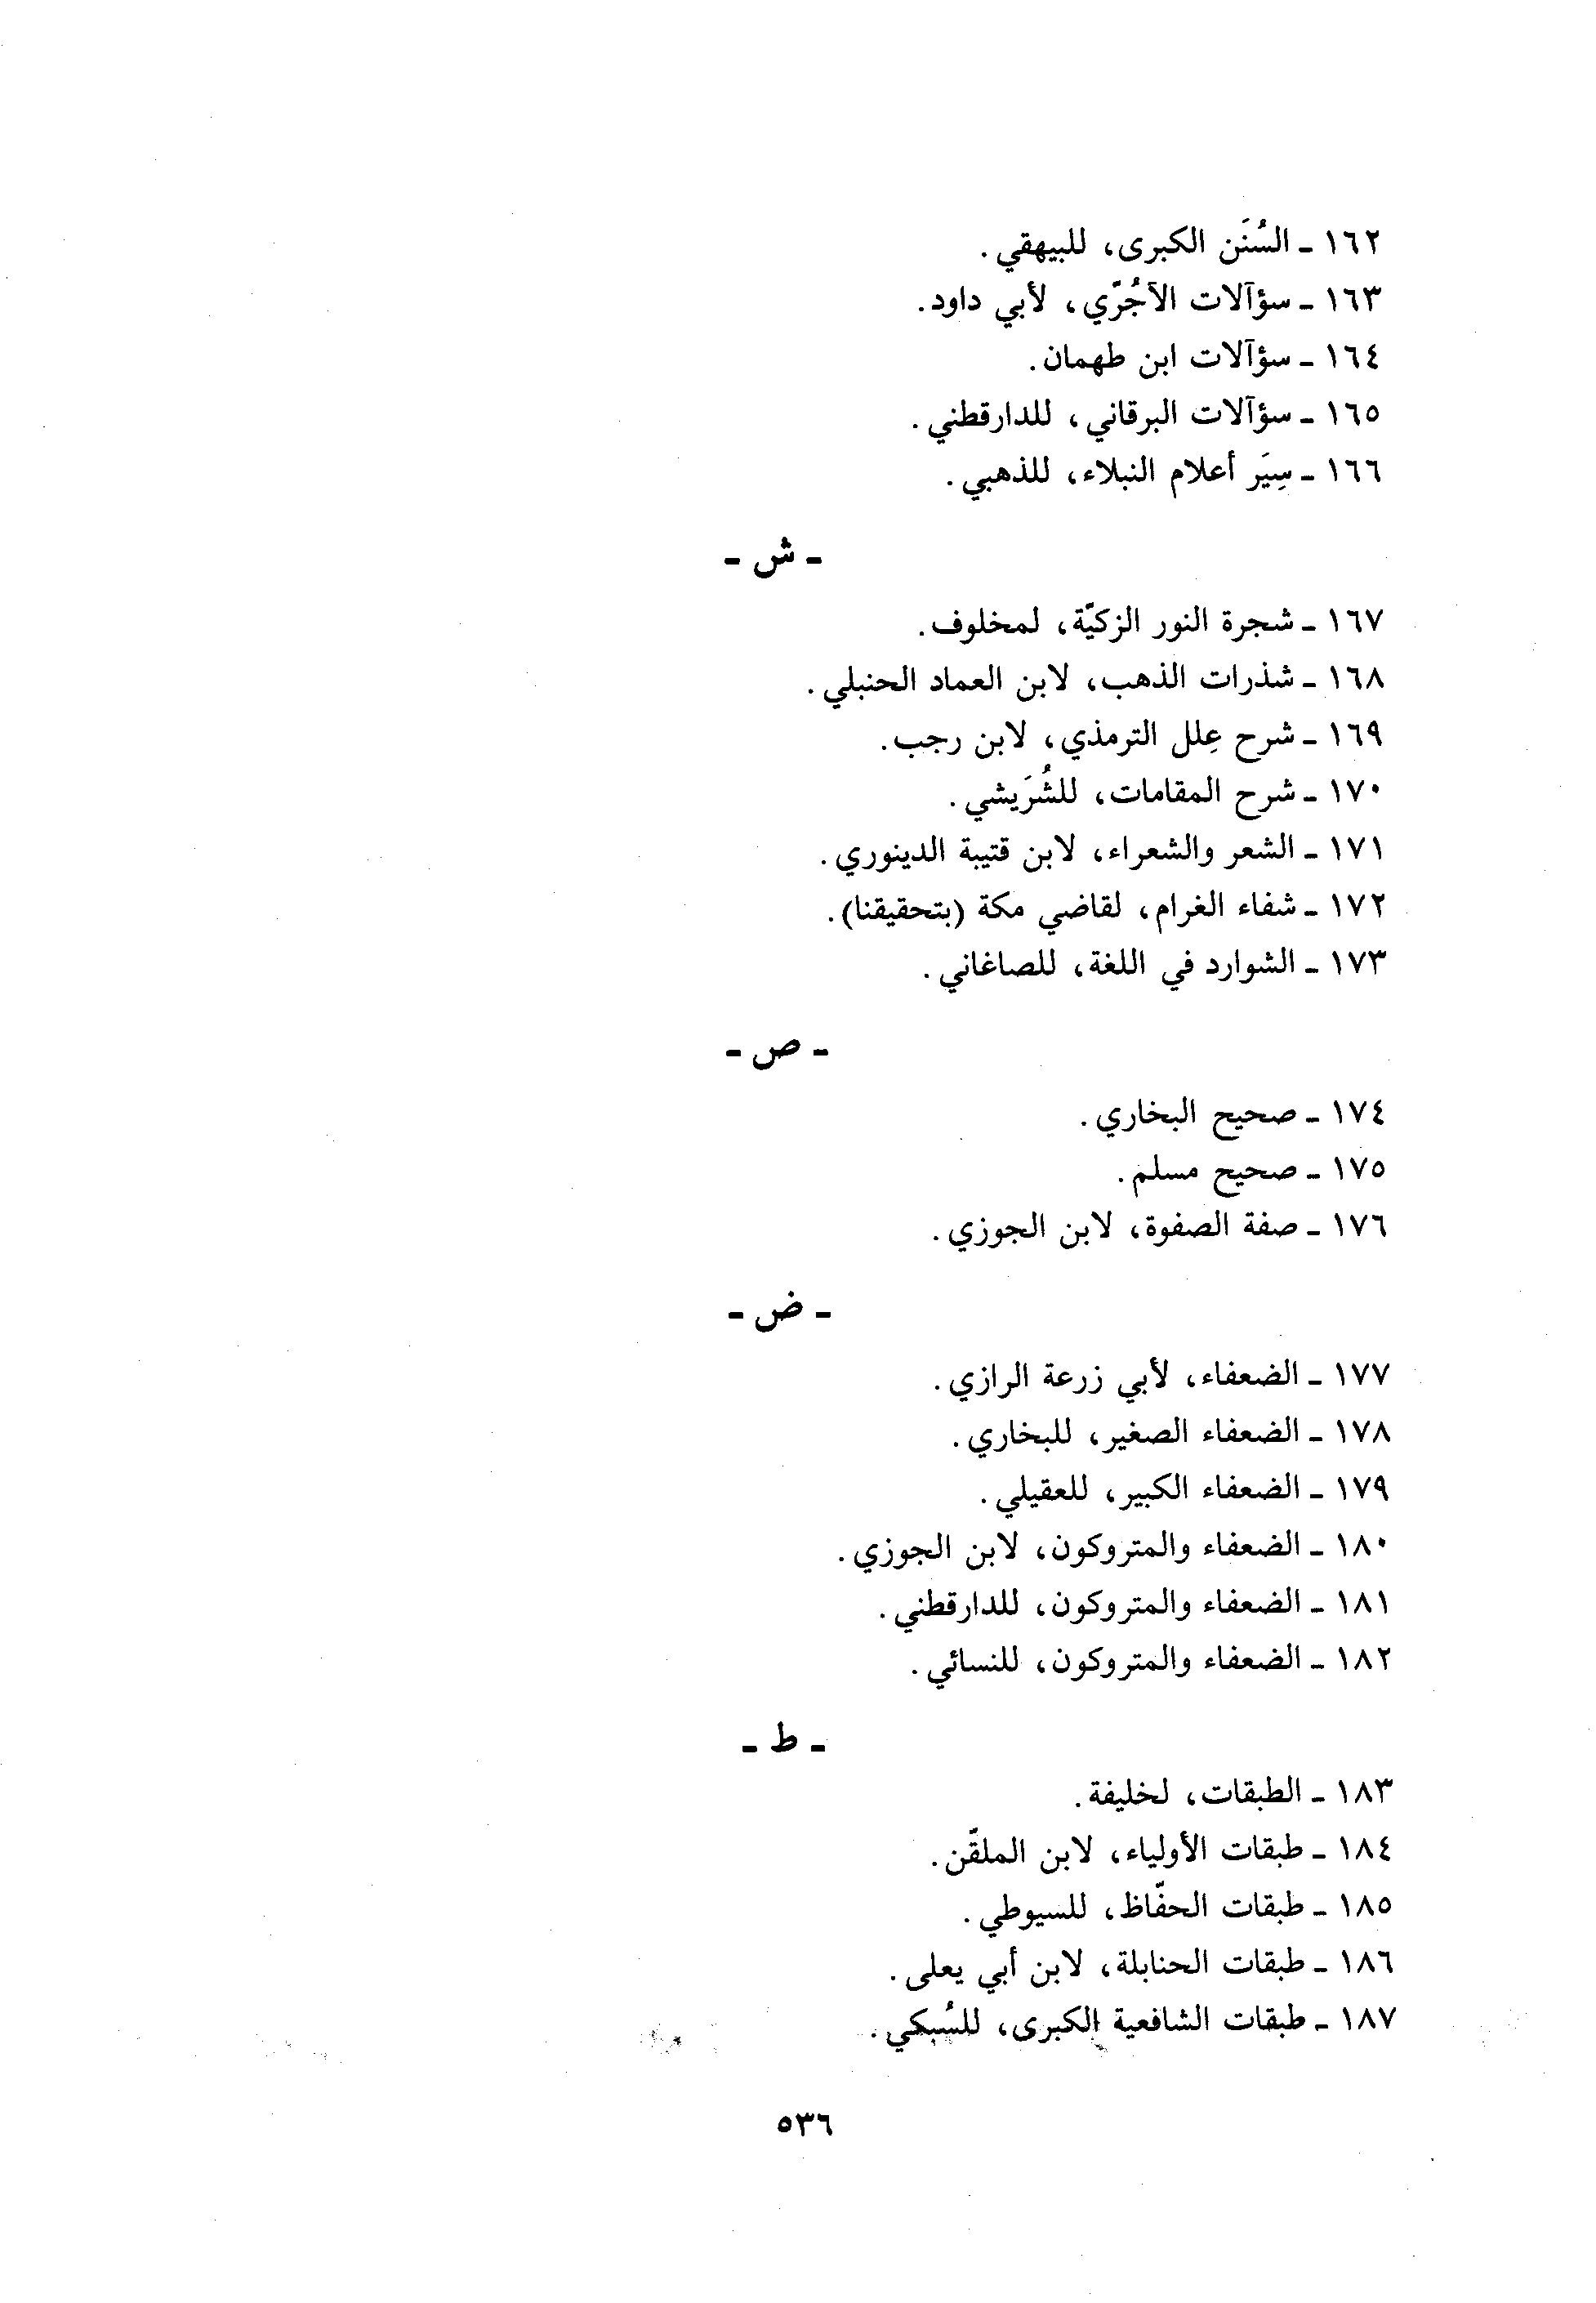 ١٦٢ ـ السُنَن الكبرى، للبيهقي.
١٦٣ ـ سؤآلات الآجُرّي، لأبي داود.
١٦٤ ـ سؤآلات ابن طهمان.
١٦٥ ـ سؤآلات البرقاني، للدارقطني.
١٦٦ ـ سِيَر أعلام النبلاء، للذهبي.
ـ ش ـ
١٦٧ ـ شجرة النور الزكيّة، لمخلوف.
١٦٨ ـ شذرات الذهب، لابن العماد الحنبلي.
١٦٩ ـ شرح عِلل الترمذي، لابن رجب.
١٧٠ ـ شرح المقامات، للشُرَيشي.
١٧١ ـ الشعر والشعراء، لابن قتيبة الدينوري.
١٧٢ ـ شفاء الغرام، لقاضي مكة (بتحقيقنا).
١٧٣ ـ الشوارد في اللغة، للصاغاني.
ـ ص ـ
١٧٤ ـ صحيح البخاري.
١٧٥ ـ صحيح مسلم.
١٧٦ ـ صفة الصفوة، لابن الجوزي.
ـ ض ـ
١٧٧ ـ الضعفاء، لأبي زرعة الرازي.
١٧٨ ـ الضعفاء الصغير، للبخاري.
١٧٩ ـ الضعفاء الكبير، للعقيلي.
١٨٠ ـ الضعفاء والمتروكون، لابن الجوزي.
١٨١ ـ الضعفاء والمتروكون، للدارقطني.
١٨٢ ـ الضعفاء والمتروكون، للنسائي.
ـ ط ـ
١٨٣ ـ الطبقات، لخليفة.
١٨٤ ـ طبقات الأولياء، لابن الملقّن.
١٨٥ ـ طبقات الحفّاظ، للسيوطي.
١٨٦ ـ طبقات الحنابلة، لابن أبي يعلى.
١٨٧ ـ طبقات الشافعية الكبرى، للسُبكي.
٥٣٦